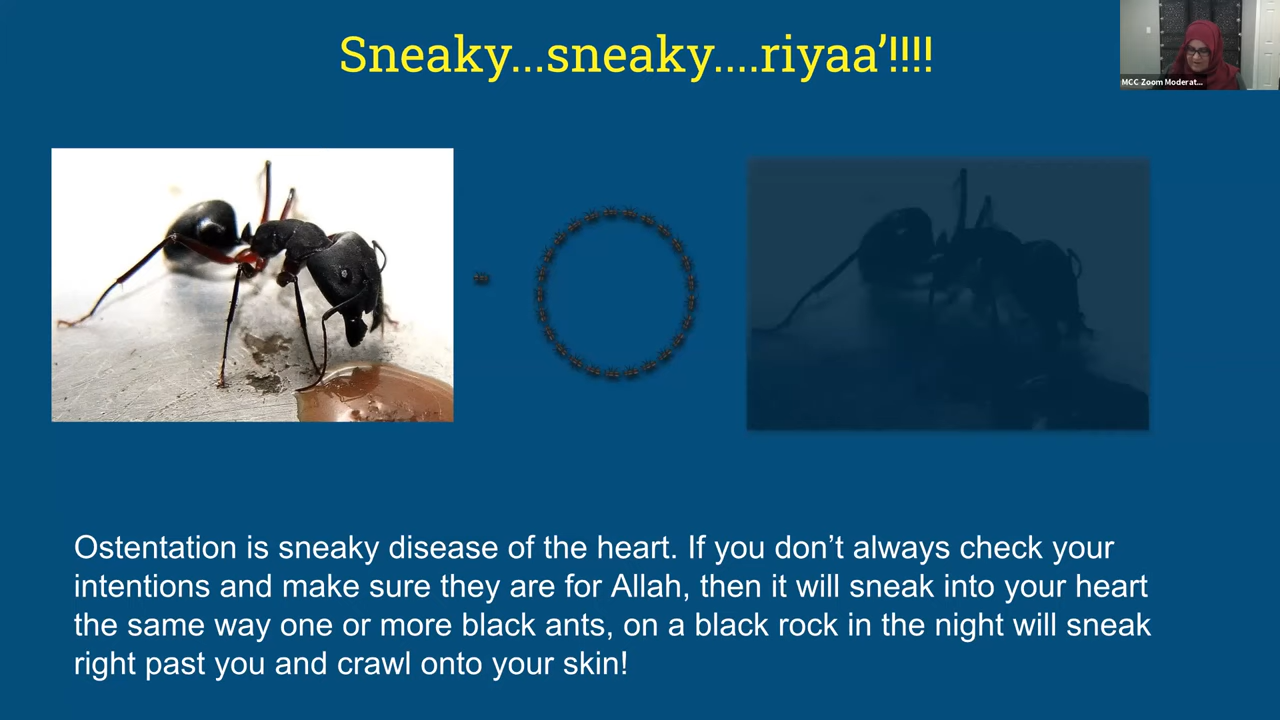 Sneaky...sneaky....riyaa’!!!!
MCC Zoom Moderat...
Ostentation is sneaky disease of the heart. If you don’t always check your
intentions and make sure they are for Allah, then it will sneak into your heart
the same way one or more black ants, on a black rock in the night will sneak
right past you and crawl onto your skin!